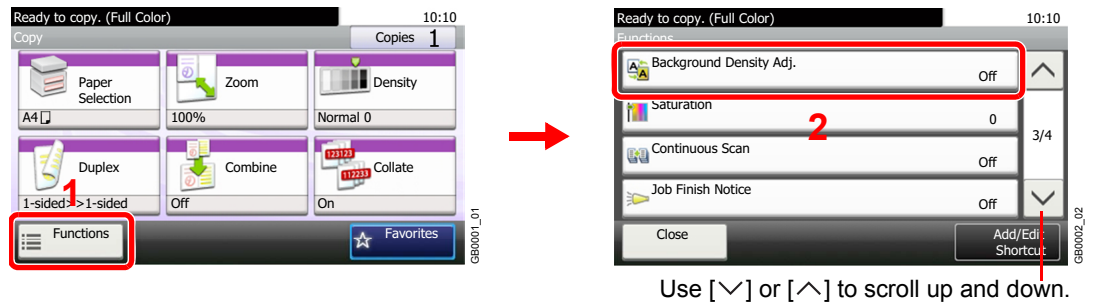 Ready to copy. (Full Color)
10:10
Copy
Copies 1
Paper
Selection
A4
Zoom
100%
Density
Normal 0
123123
112233
Duplex
1-sided>>1-sided
Combine
Off
Collate
On
1
Functions
Favorites
GB0001_01
Ready to copy. (Full Color)
10:10
Functions
Background Density Adj.
Off
Saturation
0
2
Continuous Scan
Off
3/4
Job Finish Notice
Off
Close
Add/Edit
Shortcut
GB0002_02
Use [∨] or [∧] to scroll up and down.